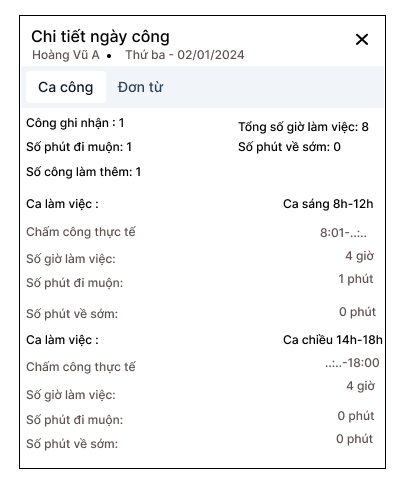 Chi tiết ngày công
Hoàng Vũ A • Thứ ba - 02/01/2024
Ca công Đơn từ
Công ghi nhận : 1 Tổng số giờ làm việc: 8
Số phút đi muộn: 1 Số phút về sớm: 0
Số công làm thêm: 1
Ca làm việc : Ca sáng 8h-12h
Chấm công thực tế 8:01-..:..
Số giờ làm việc: 4 giờ
Số phút đi muộn: 1 phút
Số phút về sớm: 0 phút
Ca làm việc : Ca chiều 14h-18h
Chấm công thực tế ..:..-18:00
Số giờ làm việc: 4 giờ
Số phút đi muộn: 0 phút
Số phút về sớm: 0 phút